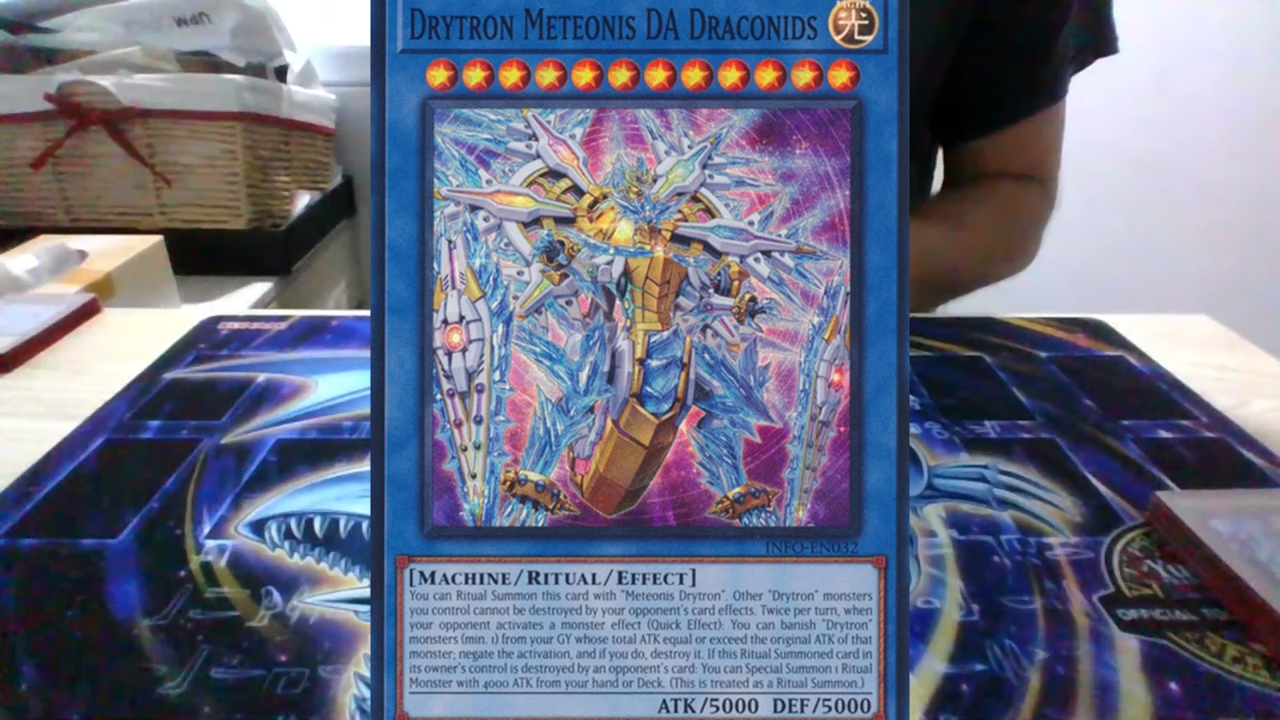 UPM
DRYTRON METEONIS DA DRACONIDS
LIGHT
光
INFO-EN032
[MACHINE/RITUAL/EFFECT]
You can Ritual Summon this card with "Meteonis Drytron". Other "Drytron" monsters
you control cannot be destroyed by your opponent's card effects. Twice per turn, when
your opponent activates a monster effect (Quick Effect): You can banish "Drytron"
monsters (min. 1) from your GY whose total ATK equal or exceed the original ATK of that
monster; negate the activation, and if you do, destroy it. If this Ritual Summoned card in
its owner's control is destroyed by an opponent's card: You can Special Summon 1 Ritual
Monster with 4000 ATK from your hand or Deck. (This is treated as a Ritual Summon.)
ATK/5000 DEF/5000
OFFICIAL